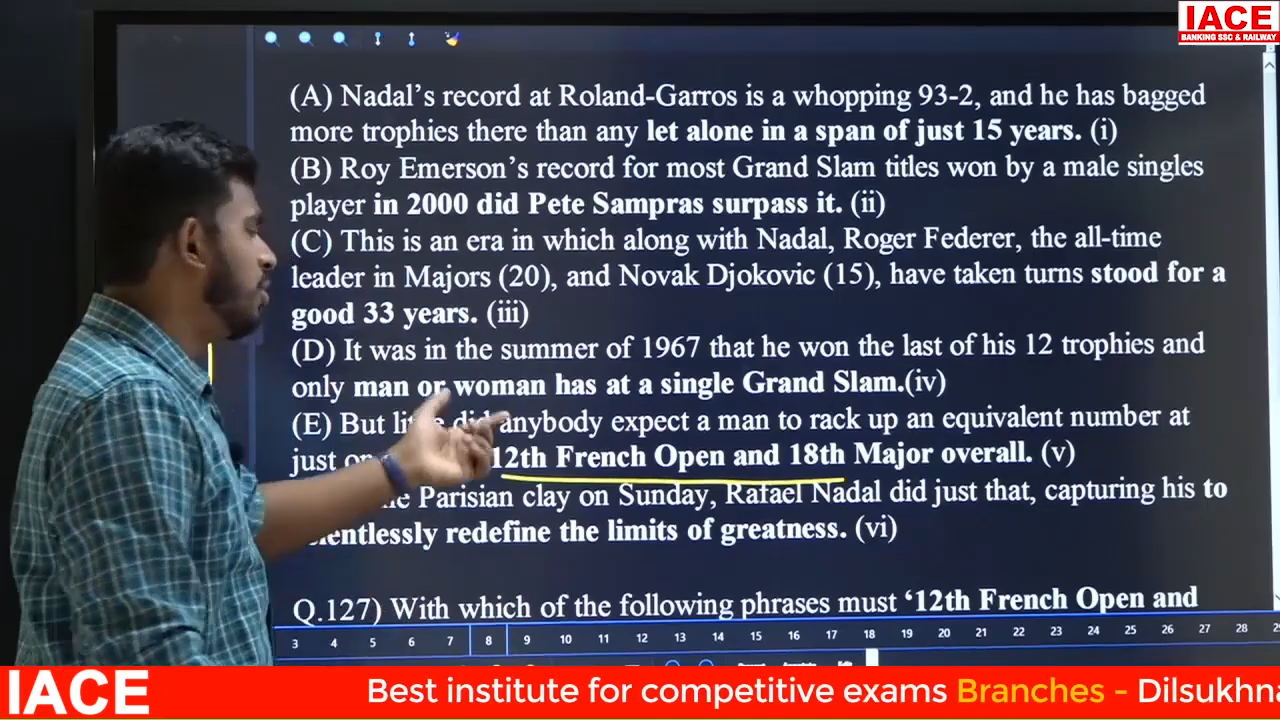 IACE
BANKING SSC & RAILWAY
(A) Nadal's record at Roland-Garros is a whopping 93-2, and he has bagged
more trophies there than any let alone in a span of just 15 years. (i)
(B) Roy Emerson's record for most Grand Slam titles won by a male singles
player in 2000 did Pete Sampras surpass it. (ii)
(C) This is an era in which along with Nadal, Roger Federer, the all-time
leader in Majors (20), and Novak Djokovic (15), have taken turns stood for a
good 33 years. (iii)
(D) It was in the summer of 1967 that he won the last of his 12 trophies and
only man or woman has at a single Grand Slam.(iv)
(E) But did anybody expect a man to rack up an equivalent number at
just 12th French Open and 18th Major overall. (v)
Parisian clay on Sunday, Rafael Nadal did just that, capturing his to
redefine the limits of greatness. (vi)
Q.127) With which of the following phrases must ‘12th French Open and
3 4 5 6 7 8 9 10 11 12 13 14 15 16 17 18 19 20 21 22 23 24 25 26 27 28
IACE Best institute for competitive exams Branches - Dilsukhna